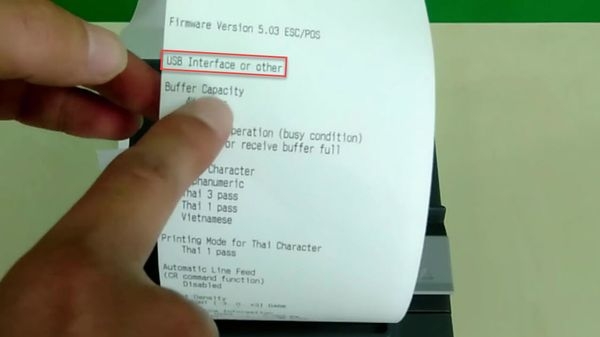 Firmware Version 5.03 ESC/POS
USB Interface or other
Buffer Capacity
peration (busy condition)
or receive buffer full
Character
Thai 3 pass
Thai 1 pass
Vietnamese
Printing Mode for Thai Character
Thai 1 pass
Automatic Line Feed
(CR command function)
Disabled
Density